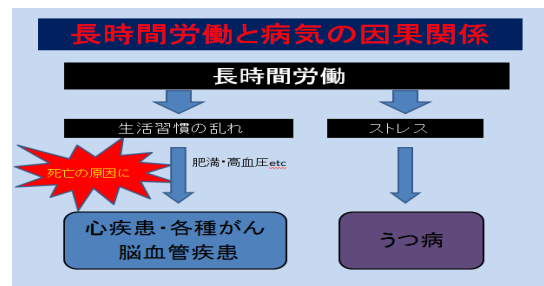 長時間労働と病気の因果関係
長時間労働
生活習慣の乱れ
ストレス
死亡の原因に
肥満・高血圧etc
心疾患・各種がん
脳血管疾患
うつ病